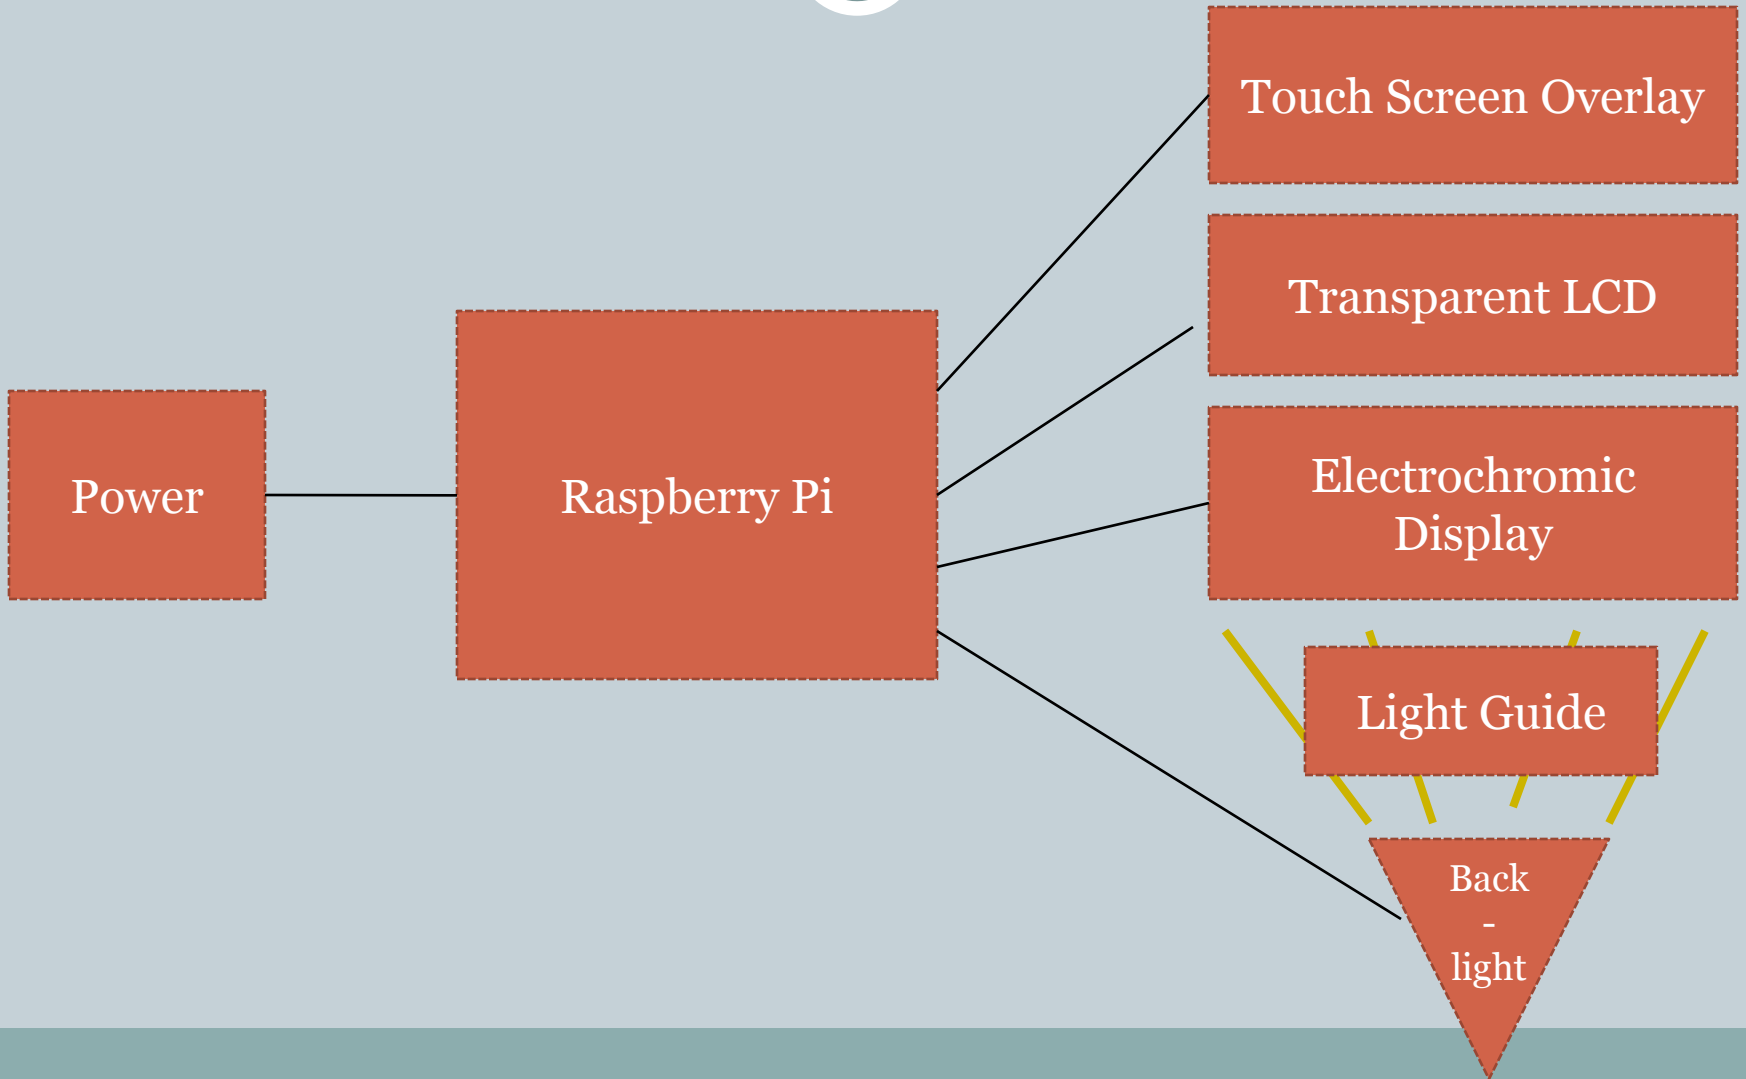 Touch Screen Overlay
Transparent LCD
Electrochromic
Display
Power
Raspberry Pi
Light Guide
Back
-
light